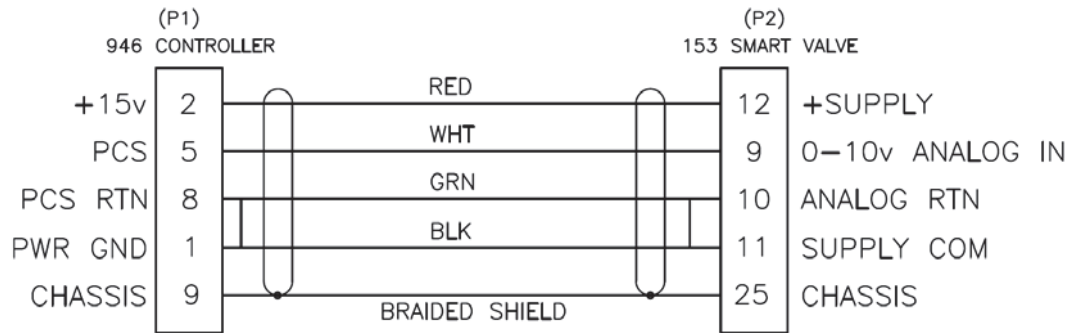 (P1) (P2)
946 CONTROLLER 153 SMART VALVE
+15v 2 RED 12 +SUPPLY
PCS 5 WHT 9 0-10v ANALOG IN
PCS RTN 8 GRN 10 ANALOG RTN
PWR GND 1 BLK 11 SUPPLY COM
CHASSIS 9 BRAIDED SHIELD 25 CHASSIS